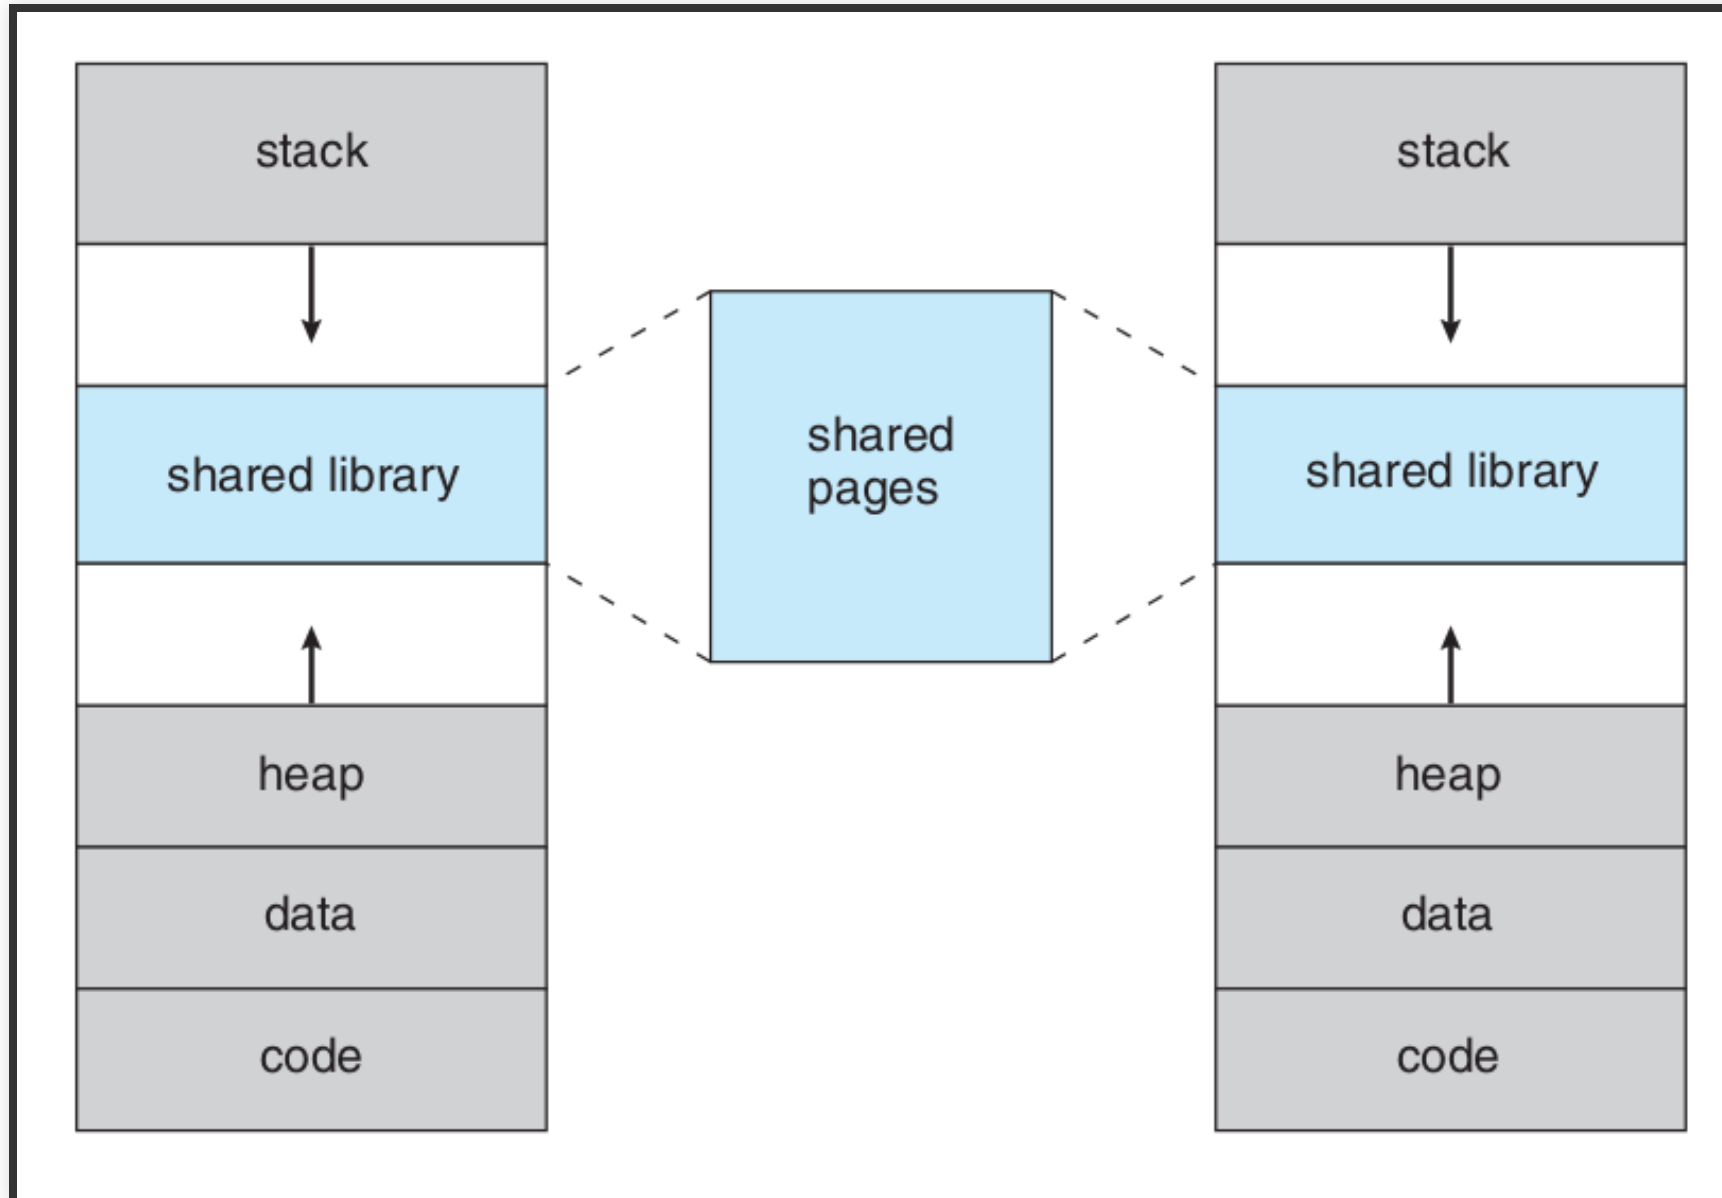 stack
shared library
heap
data
code
shared
pages
stack
shared library
heap
data
code